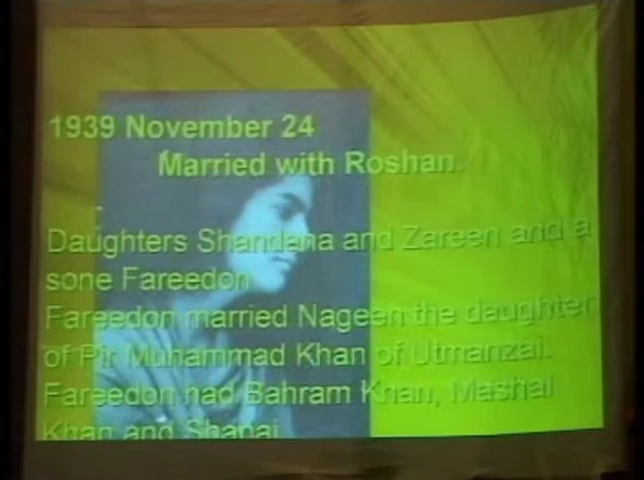 1939 November 24
Married with Roshan.
Daughters Shandana and Zareen and a
sone Fareedon
Fareedon married Nageen the daughter
of Pir Muhammad Khan of Utmanzai.
Fareedon had Bahram Khan, Mashal
Khan and Shanai